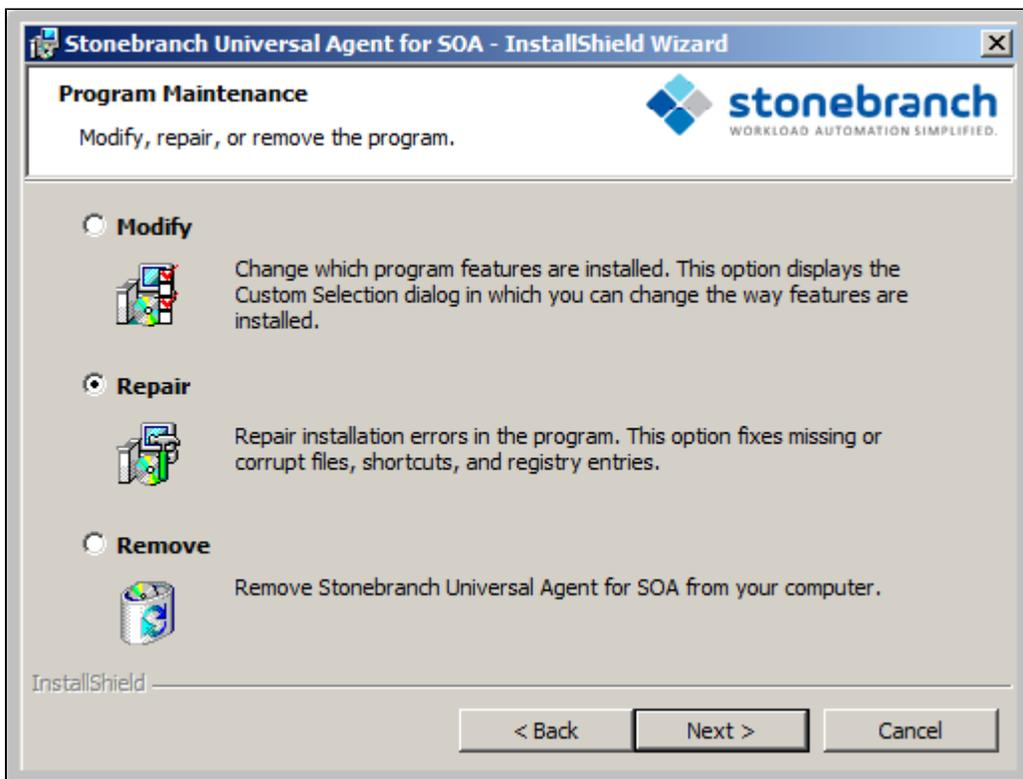 Stonebranch Universal Agent for SOA - InstallShield Wizard
Program Maintenance
Modify, repair, or remove the program.
stonebranch
WORKLOAD AUTOMATION SIMPLIFIED.
Modify
Change which program features are installed. This option displays the
Custom Selection dialog in which you can change the way features are
installed.
Repair
Repair installation errors in the program. This option fixes missing or
corrupt files, shortcuts, and registry entries.
Remove
Remove Stonebranch Universal Agent for SOA from your computer.
InstallShield
< Back
Next >
Cancel